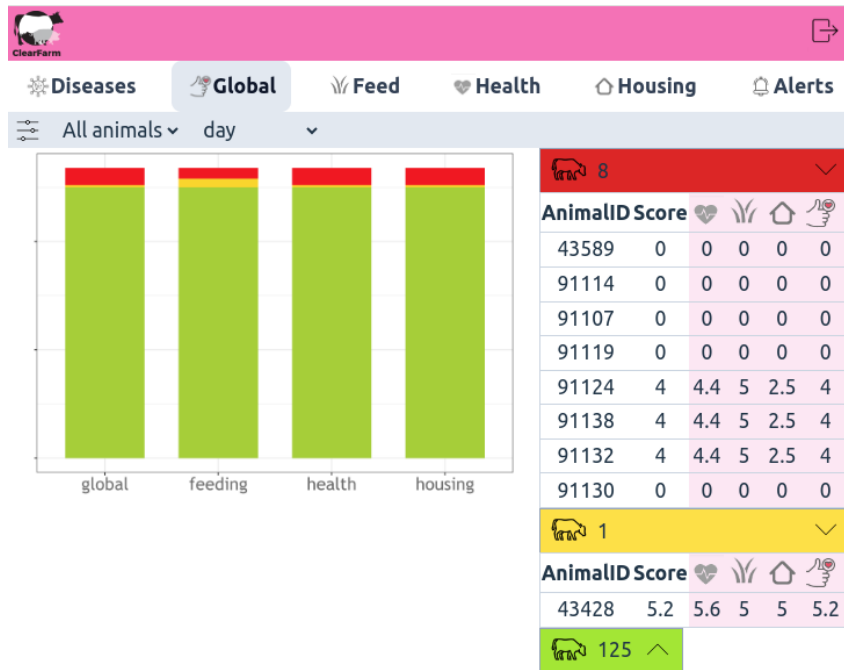 ClearFarm
Diseases Global Feed Health Housing Alerts
All animals day
global feeding health housing
8
AnimalID Score
43589 0 0 0 0 0
91114 0 0 0 0 0
91107 0 0 0 0 0
91119 0 0 0 0 0
91124 4 4.4 5 2.5 4
91138 4 4.4 5 2.5 4
91132 4 4.4 5 2.5 4
91130 0 0 0 0 0
1
AnimalID Score
43428 5.2 5.6 5 5 5.2
125